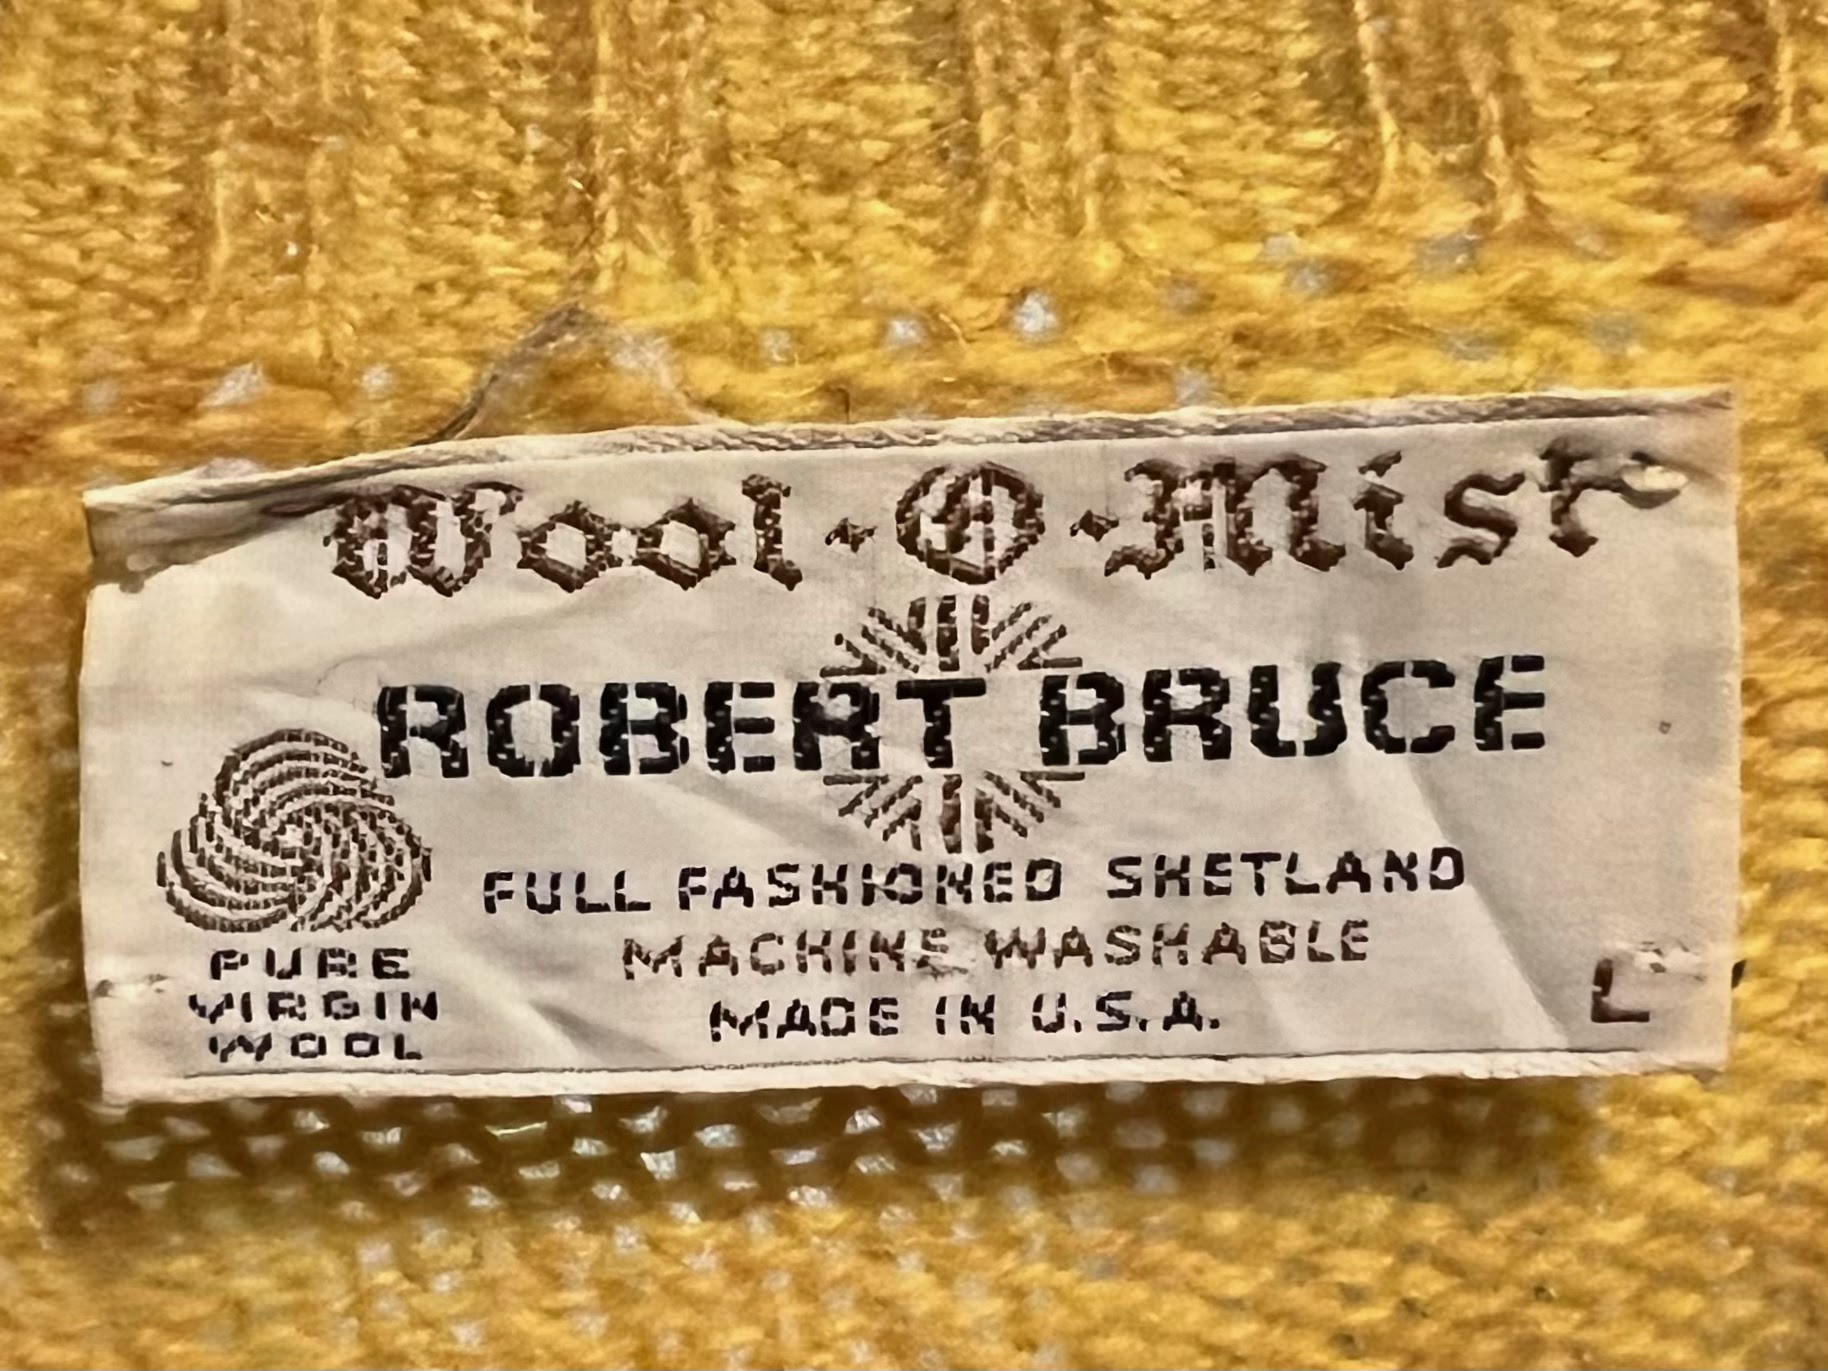 Wool-O-Mist
ROBERT BRUCE
FULL FASHIONED SHETLAND
MACHINE WASHABLE
MADE IN U.S.A.
PURE
VIRGIN
WOOL
L